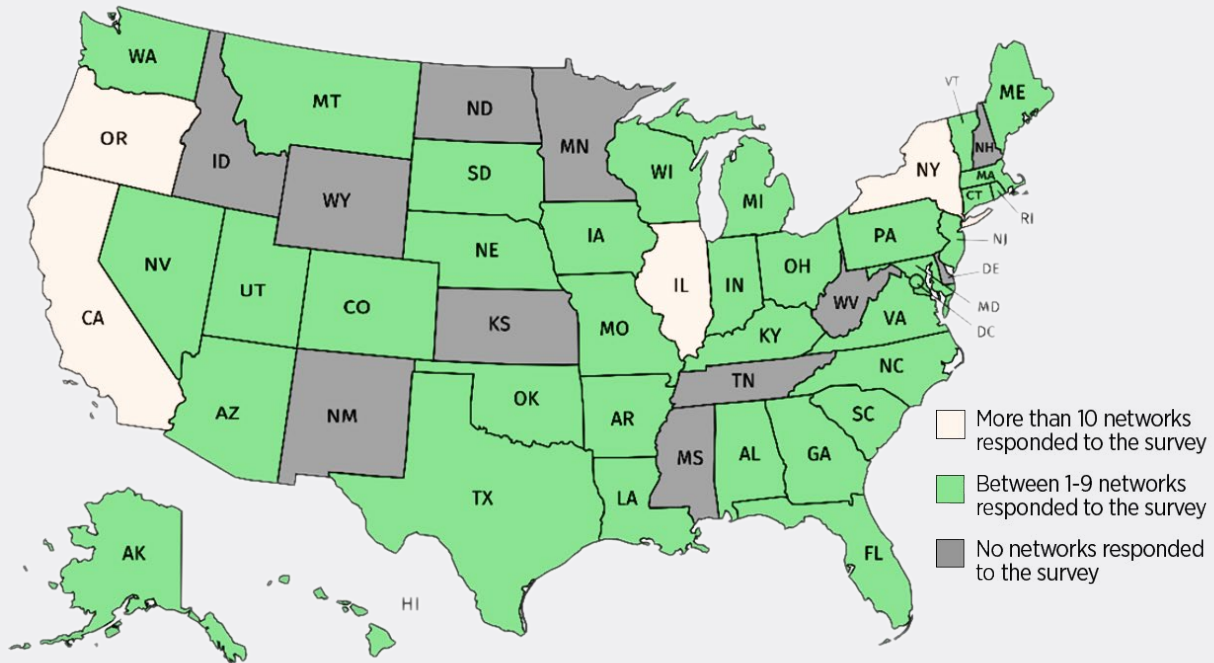 WA
MT
ND
MN
VT
ME
OR
ID
WY
SD
WI
MI
NY
NH
MA
CT
RI
NV
UT
CO
NE
IA
IL
IN
OH
PA
NJ
DE
MD
DC
CA
KS
MO
KY
WV
VA
AZ
NM
OK
AR
TN
NC
SC
TX
LA
MS
AL
GA
FL
AK
HI
More than 10 networks
responded to the survey
Between 1-9 networks
responded to the survey
No networks responded
to the survey